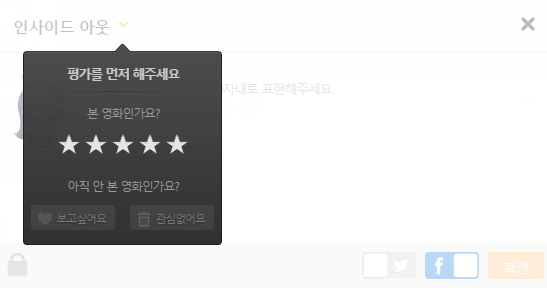 인사이드 아웃
평가를 먼저 해주세요
자내로 표현해주세요
본 영화인가요?
아직 안 본 영화인가요?
보고싶어요
관심없어요
확인